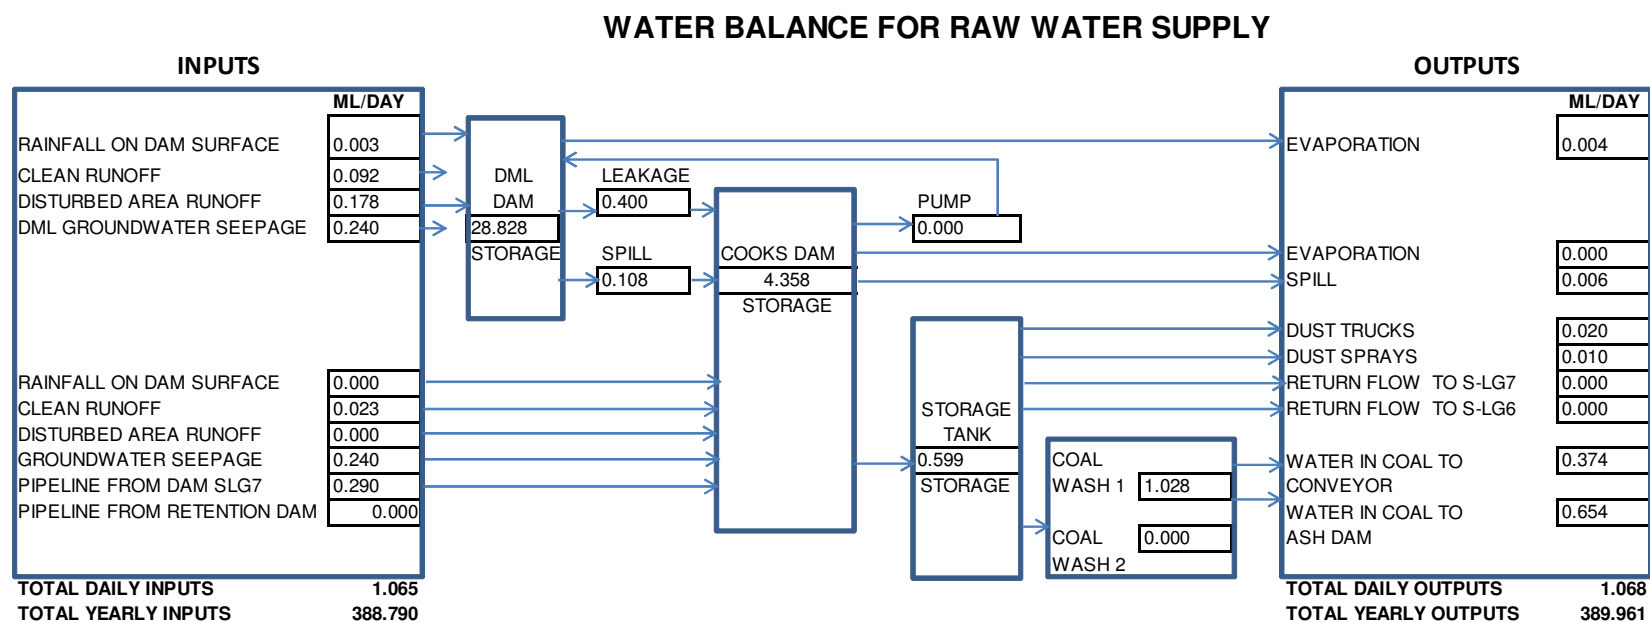 WATER BALANCE FOR RAW WATER SUPPLY
INPUTS
ML/DAY
RAINFALL ON DAM SURFACE 0.003
CLEAN RUNOFF 0.092
DISTURBED AREA RUNOFF 0.178
DML GROUNDWATER SEEPAGE 0.240
RAINFALL ON DAM SURFACE 0.000
CLEAN RUNOFF 0.023
DISTURBED AREA RUNOFF 0.000
GROUNDWATER SEEPAGE 0.240
PIPELINE FROM DAM SLG7 0.290
PIPELINE FROM RETENTION DAM 0.000
TOTAL DAILY INPUTS 1.065
TOTAL YEARLY INPUTS 388.790
DML
DAM
28.828
STORAGE
LEAKAGE
0.400
SPILL
0.108
COOKS DAM
4.358
STORAGE
PUMP
0.000
STORAGE
TANK
0.599
STORAGE
COAL
WASH 1 1.028
COAL 0.000
WASH 2
OUTPUTS
ML/DAY
EVAPORATION 0.004
EVAPORATION 0.000
SPILL 0.006
DUST TRUCKS 0.020
DUST SPRAYS 0.010
RETURN FLOW TO S-LG7 0.000
RETURN FLOW TO S-LG6 0.000
WATER IN COAL TO 0.374
CONVEYOR
WATER IN COAL TO 0.654
ASH DAM
TOTAL DAILY OUTPUTS 1.068
TOTAL YEARLY OUTPUTS 389.961